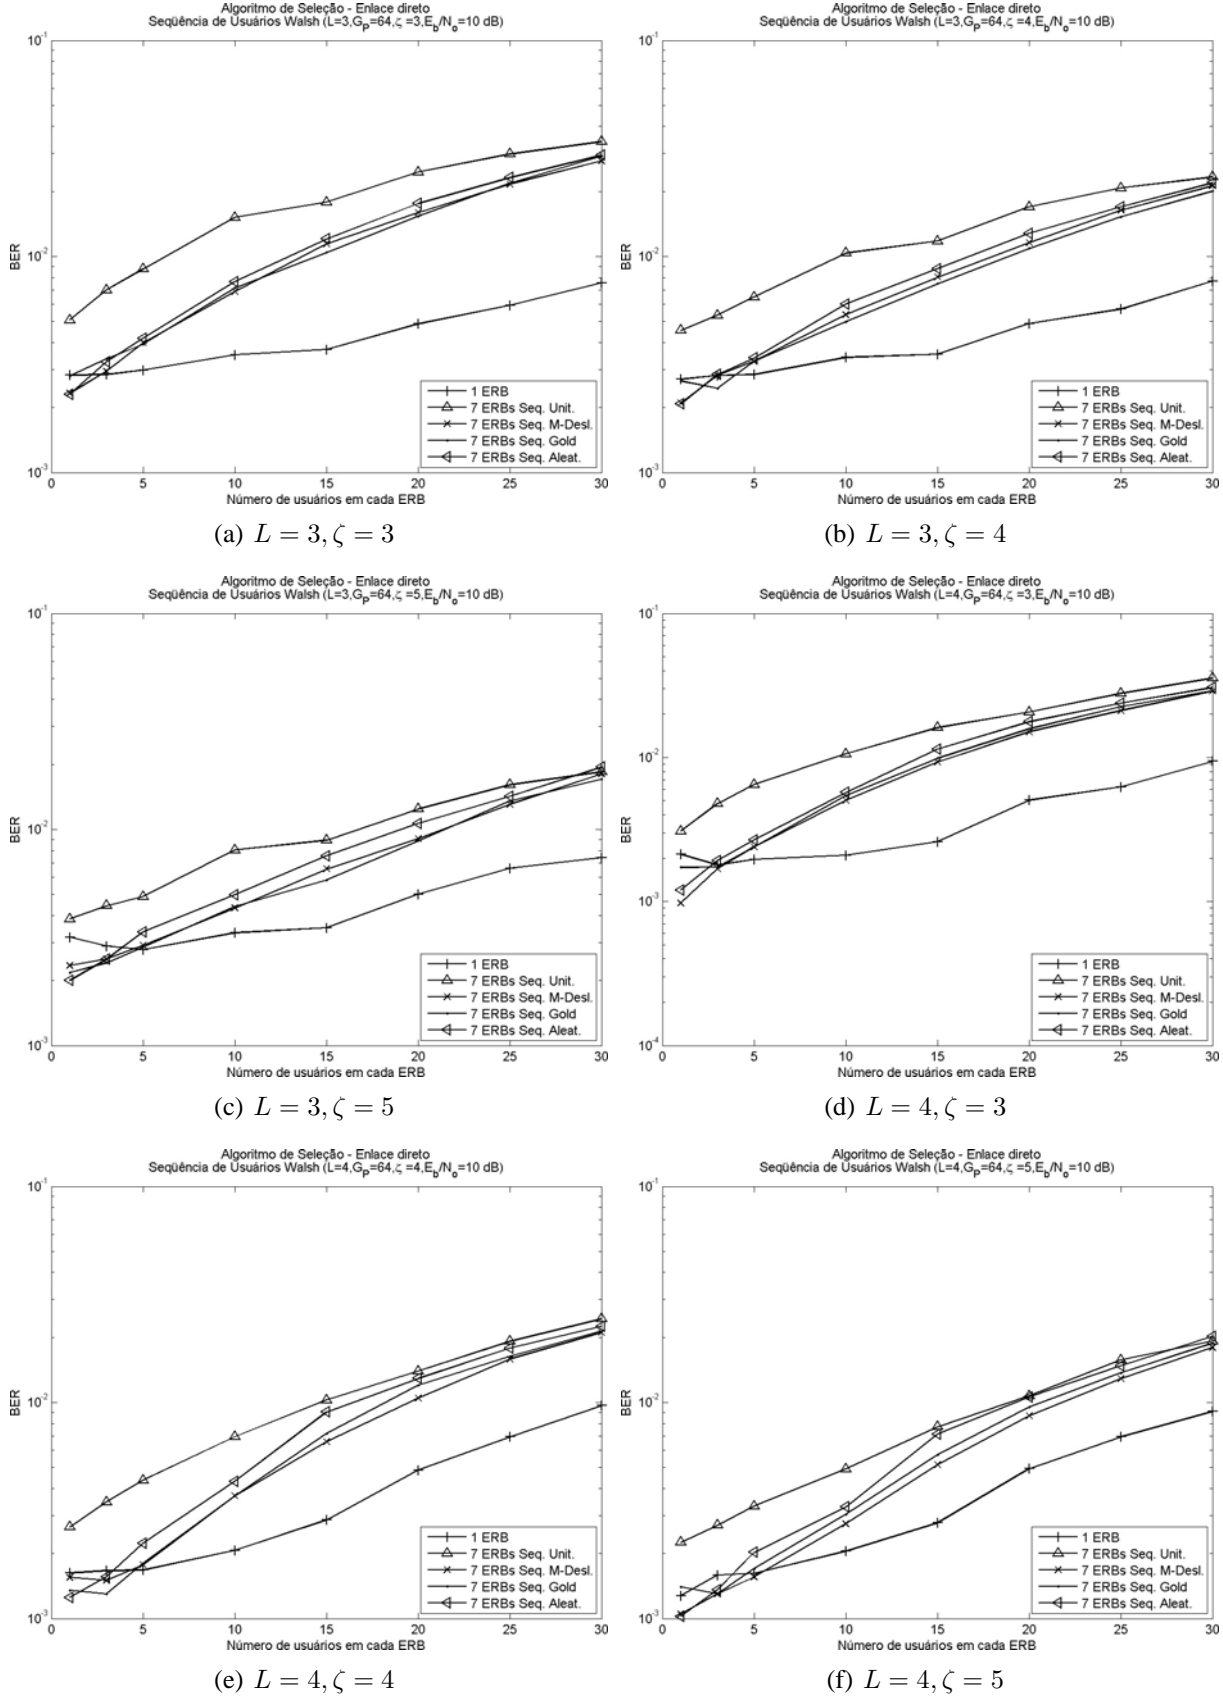 Algoritmo de Seleção - Enlace direto
Seqüência de Usuários Walsh (L=3,G_P=64,ζ =3,E_b/N_o=10 dB)
10^-1
10^-2
10^-3
BER
0 5 10 15 20 25 30
Número de usuários em cada ERB
1 ERB
7 ERBs Seq. Unit.
7 ERBs Seq. M-Desl.
7 ERBs Seq. Gold
7 ERBs Seq. Aleat.
(a) L = 3, ζ = 3
Algoritmo de Seleção - Enlace direto
Seqüência de Usuários Walsh (L=3,G_P=64,ζ =4,E_b/N_o=10 dB)
10^-1
10^-2
10^-3
BER
0 5 10 15 20 25 30
Número de usuários em cada ERB
1 ERB
7 ERBs Seq. Unit.
7 ERBs Seq. M-Desl.
7 ERBs Seq. Gold
7 ERBs Seq. Aleat.
(b) L = 3, ζ = 4
Algoritmo de Seleção - Enlace direto
Seqüência de Usuários Walsh (L=3,G_P=64,ζ =5,E_b/N_o=10 dB)
10^-1
10^-2
10^-3
BER
0 5 10 15 20 25 30
Número de usuários em cada ERB
1 ERB
7 ERBs Seq. Unit.
7 ERBs Seq. M-Desl.
7 ERBs Seq. Gold
7 ERBs Seq. Aleat.
(c) L = 3, ζ = 5
Algoritmo de Seleção - Enlace direto
Seqüência de Usuários Walsh (L=4,G_P=64,ζ =3,E_b/N_o=10 dB)
10^-1
10^-2
10^-3
10^-4
BER
0 5 10 15 20 25 30
Número de usuários em cada ERB
1 ERB
7 ERBs Seq. Unit.
7 ERBs Seq. M-Desl.
7 ERBs Seq. Gold
7 ERBs Seq. Aleat.
(d) L = 4, ζ = 3
Algoritmo de Seleção - Enlace direto
Seqüência de Usuários Walsh (L=4,G_P=64,ζ =4,E_b/N_o=10 dB)
10^-1
10^-2
10^-3
BER
0 5 10 15 20 25 30
Número de usuários em cada ERB
1 ERB
7 ERBs Seq. Unit.
7 ERBs Seq. M-Desl.
7 ERBs Seq. Gold
7 ERBs Seq. Aleat.
(e) L = 4, ζ = 4
Algoritmo de Seleção - Enlace direto
Seqüência de Usuários Walsh (L=4,G_P=64,ζ =5,E_b/N_o=10 dB)
10^-1
10^-2
10^-3
BER
0 5 10 15 20 25 30
Número de usuários em cada ERB
1 ERB
7 ERBs Seq. Unit.
7 ERBs Seq. M-Desl.
7 ERBs Seq. Gold
7 ERBs Seq. Aleat.
(f) L = 4, ζ = 5